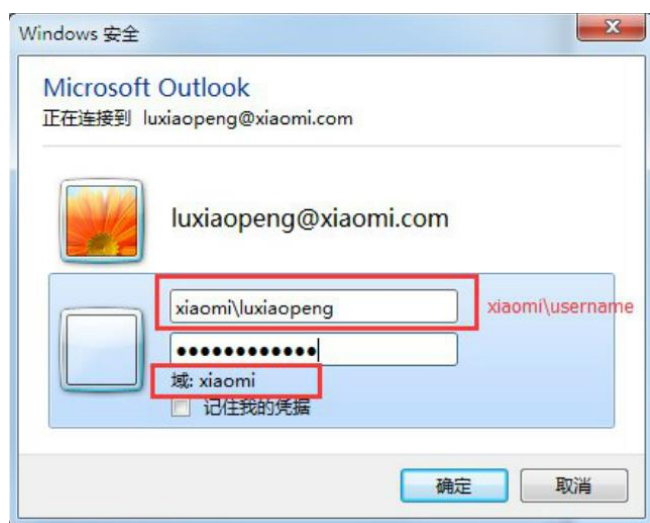 Windows 安全
Microsoft Outlook
正在连接到 luxiaopeng@xiaomi.com
luxiaopeng@xiaomi.com
xiaomi\luxiaopeng
xiaomi\username
●●●●●●●●●●●●
域: xiaomi
记住我的凭据
确定
取消